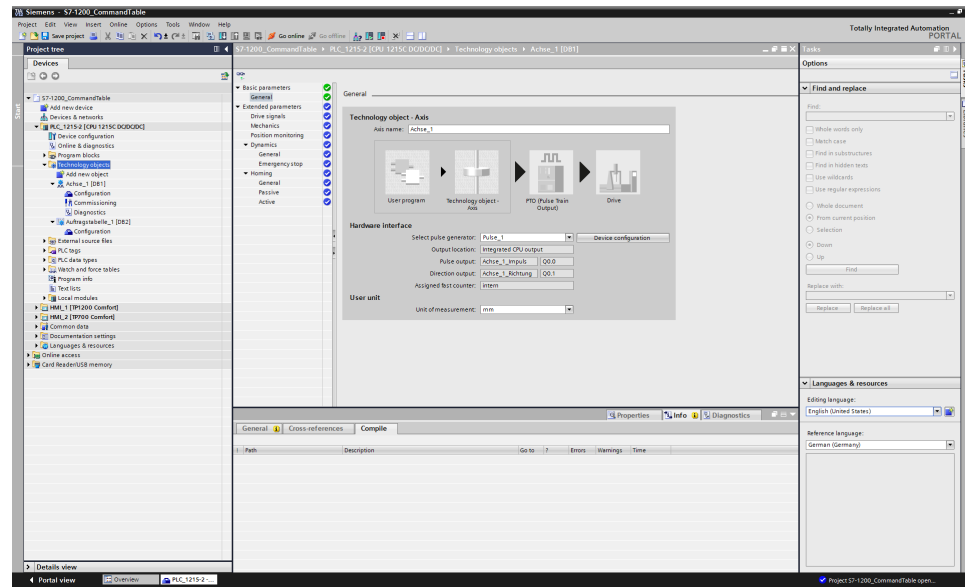 Siemens - S7-1200_CommandTable
Project Edit View Insert Online Options Tools Window Help
Totally Integrated Automation
PORTAL
Save project
Go online
Go offline
Project tree
S7-1200_CommandTable
PLC_1215-2 [CPU 1215C DC/DC/DC]
Technology objects
Achse_1 [DB1]
Tasks
Devices
Options
Start
S7-1200_CommandTable
Add new device
Devices & networks
PLC_1215-2 [CPU 1215C DC/DC/DC]
Device configuration
Online & diagnostics
Program blocks
Technology objects
Add new object
Achse_1 [DB1]
Configuration
Commissioning
Diagnostics
Auftragstabelle_1 [DB2]
Configuration
External source files
PLC tags
PLC data types
Watch and force tables
Program info
Text lists
Local modules
HMI_1 [TP1200 Comfort]
HMI_2 [TP700 Comfort]
Common data
Documentation settings
Languages & resources
Online access
Card Reader/USB memory
Basic parameters
General
Extended parameters
Drive signals
Mechanics
Position monitoring
Dynamics
General
Emergency stop
Homing
General
Passive
Active
General
Technology object - Axis
Axis name: Achse_1
User program
Technology object - Axis
PTO (Pulse Train Output)
Drive
Hardware interface
Select pulse generator: Pulse_1
Device configuration
Output location: Integrated CPU output
Pulse output: Achse_1_Impuls Q0.0
Direction output: Achse_1_Richtung Q0.1
Assigned fast counter: intern
User unit
Unit of measurement: mm
Find and replace
Find:
Whole words only
Match case
Find in substructures
Find in hidden texts
Use wildcards
Use regular expressions
Whole document
From current position
Selection
Down
Up
Find
Replace with:
Replace
Replace all
Languages & resources
Editing language:
English (United States)
Reference language:
German (Germany)
Properties
Info
Diagnostics
General
Cross-references
Compile
! Path Description Go to ? Errors Warnings Time
Details view
Portal view
Overview
PLC_1215-2 -...
Project S7-1200_CommandTable open...